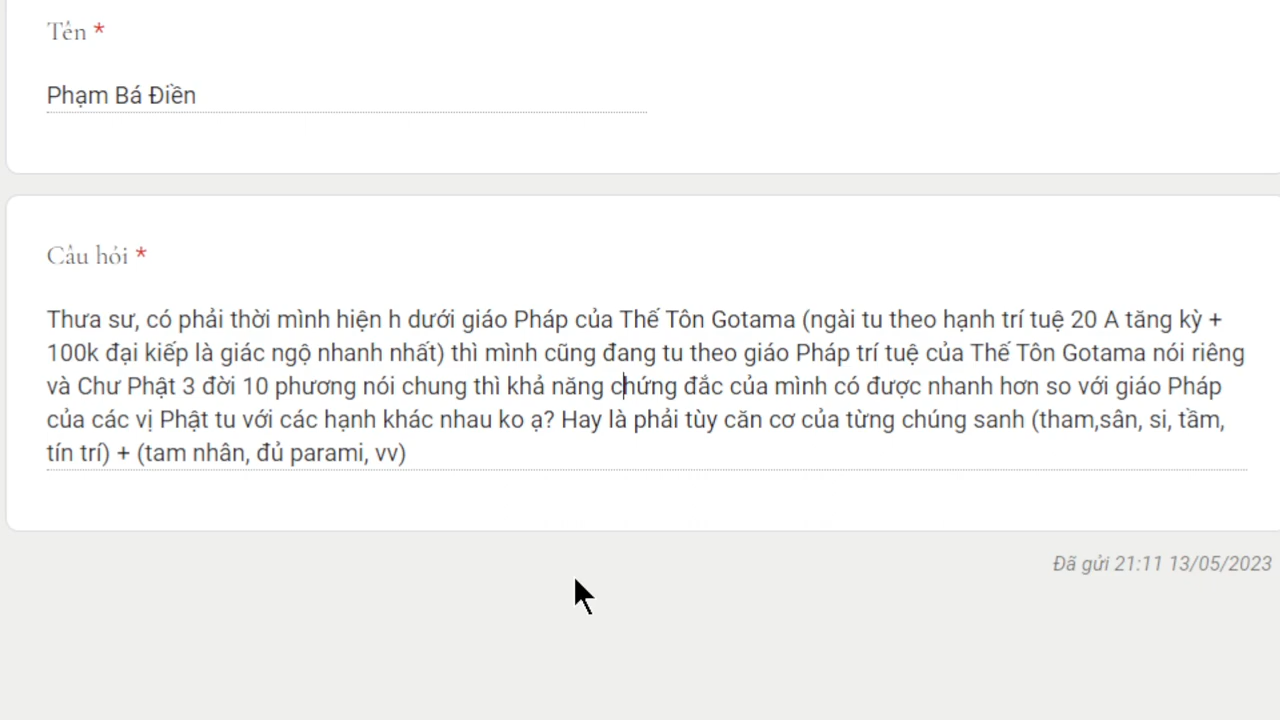 Tên *
Phạm Bá Điền
Câu hỏi *
Thưa sư, có phải thời mình hiện h dưới giáo Pháp của Thế Tôn Gotama (ngài tu theo hạnh trí tuệ 20 A tăng kỳ +
100k đại kiếp là giác ngộ nhanh nhất) thì mình cũng đang tu theo giáo Pháp trí tuệ của Thế Tôn Gotama nói riêng
và Chư Phật 3 đời 10 phương nói chung thì khả năng chứng đắc của mình có được nhanh hơn so với giáo Pháp
của các vị Phật tu với các hạnh khác nhau ko ạ? Hay là phải tùy căn cơ của từng chúng sanh (tham,sân, si, tầm,
tín trí) + (tam nhân, đủ parami, vv)
Đã gửi 21:11 13/05/2023